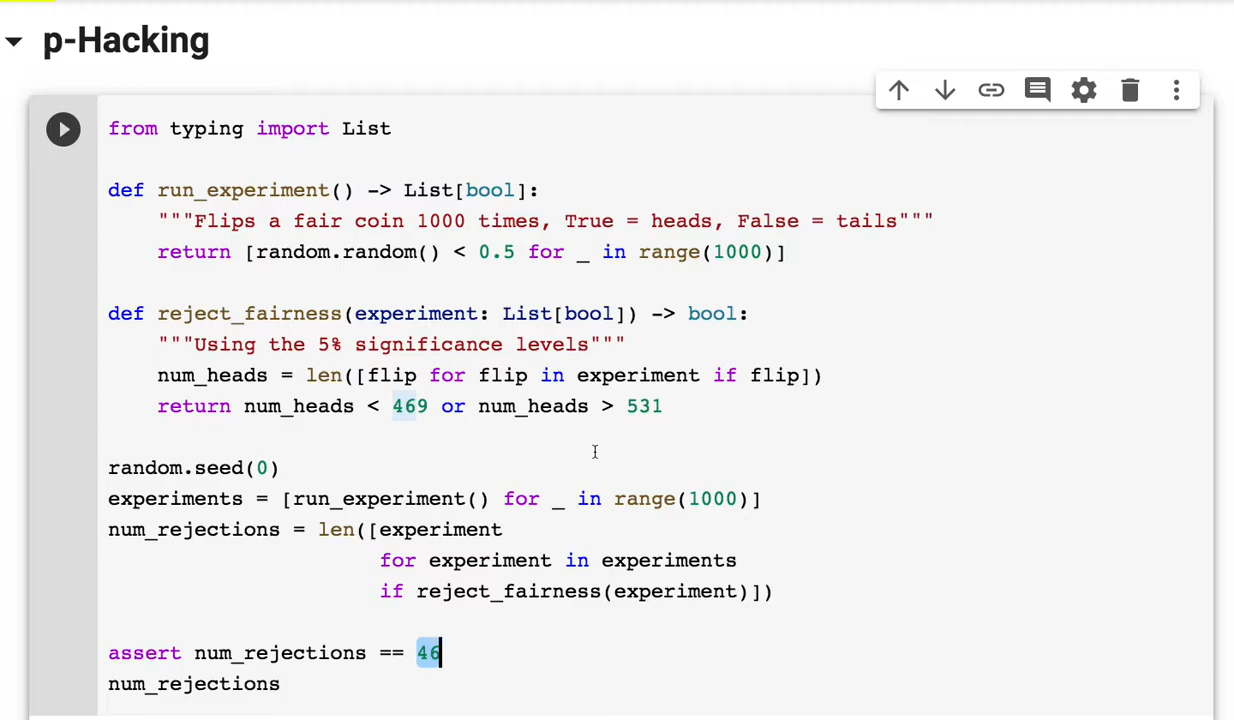 p-Hacking
from typing import List
def run_experiment() -> List[bool]:
"""Flips a fair coin 1000 times, True = heads, False = tails"""
return [random.random() < 0.5 for _ in range(1000)]
def reject_fairness(experiment: List[bool]) -> bool:
"""Using the 5% significance levels"""
num_heads = len([flip for flip in experiment if flip])
return num_heads < 469 or num_heads > 531
random.seed(0)
experiments = [run_experiment() for _ in range(1000)]
num_rejections = len([experiment
for experiment in experiments
if reject_fairness(experiment)])
assert num_rejections == 46
num_rejections